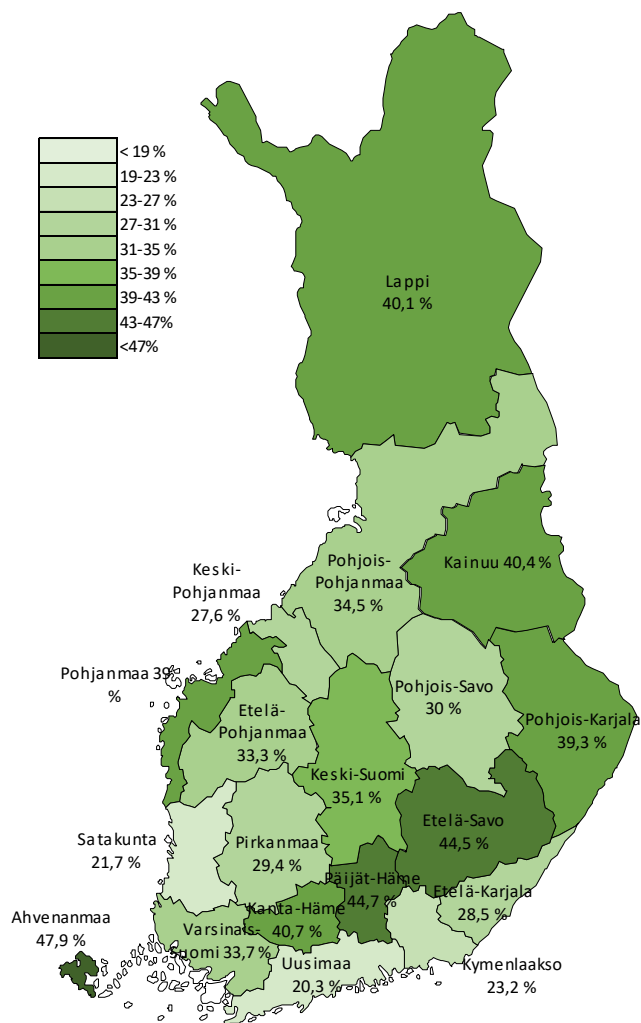 < 19 %
19-23 %
23-27 %
27-31 %
31-35 %
35-39 %
39-43 %
43-47%
<47%
Lappi
40,1 %
Kainuu 40,4 %
Pohjois-
Pohjanmaa
34,5 %
Keski-
Pohjanmaa
27,6 %
Pohjanmaa 39
%
Etelä-
Pohjanmaa
33,3 %
Pohjois-Savo
30 %
Pohjois-Karjala
39,3 %
Keski-Suomi
35,1 %
Etelä-Savo
44,5 %
Satakunta
21,7 %
Pirkanmaa
29,4 %
Päijät-Häme
44,7 %
Etelä-Karjala
28,5 %
Kanta-Häme
40,7 %
Ahvenanmaa
47,9 %
Varsinais-
Suomi 33,7 %
Uusimaa
20,3 %
Kymenlaakso
23,2 %